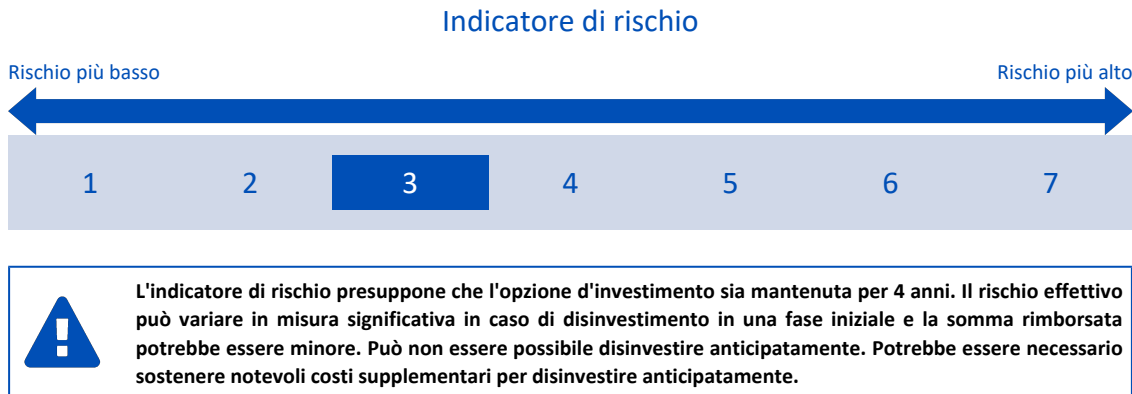 Indicatore di rischio
Rischio più basso Rischio più alto
1 2 3 4 5 6 7
L'indicatore di rischio presuppone che l'opzione d'investimento sia mantenuta per 4 anni. Il rischio effettivo
può variare in misura significativa in caso di disinvestimento in una fase iniziale e la somma rimborsata
potrebbe essere minore. Può non essere possibile disinvestire anticipatamente. Potrebbe essere necessario
sostenere notevoli costi supplementari per disinvestire anticipatamente.